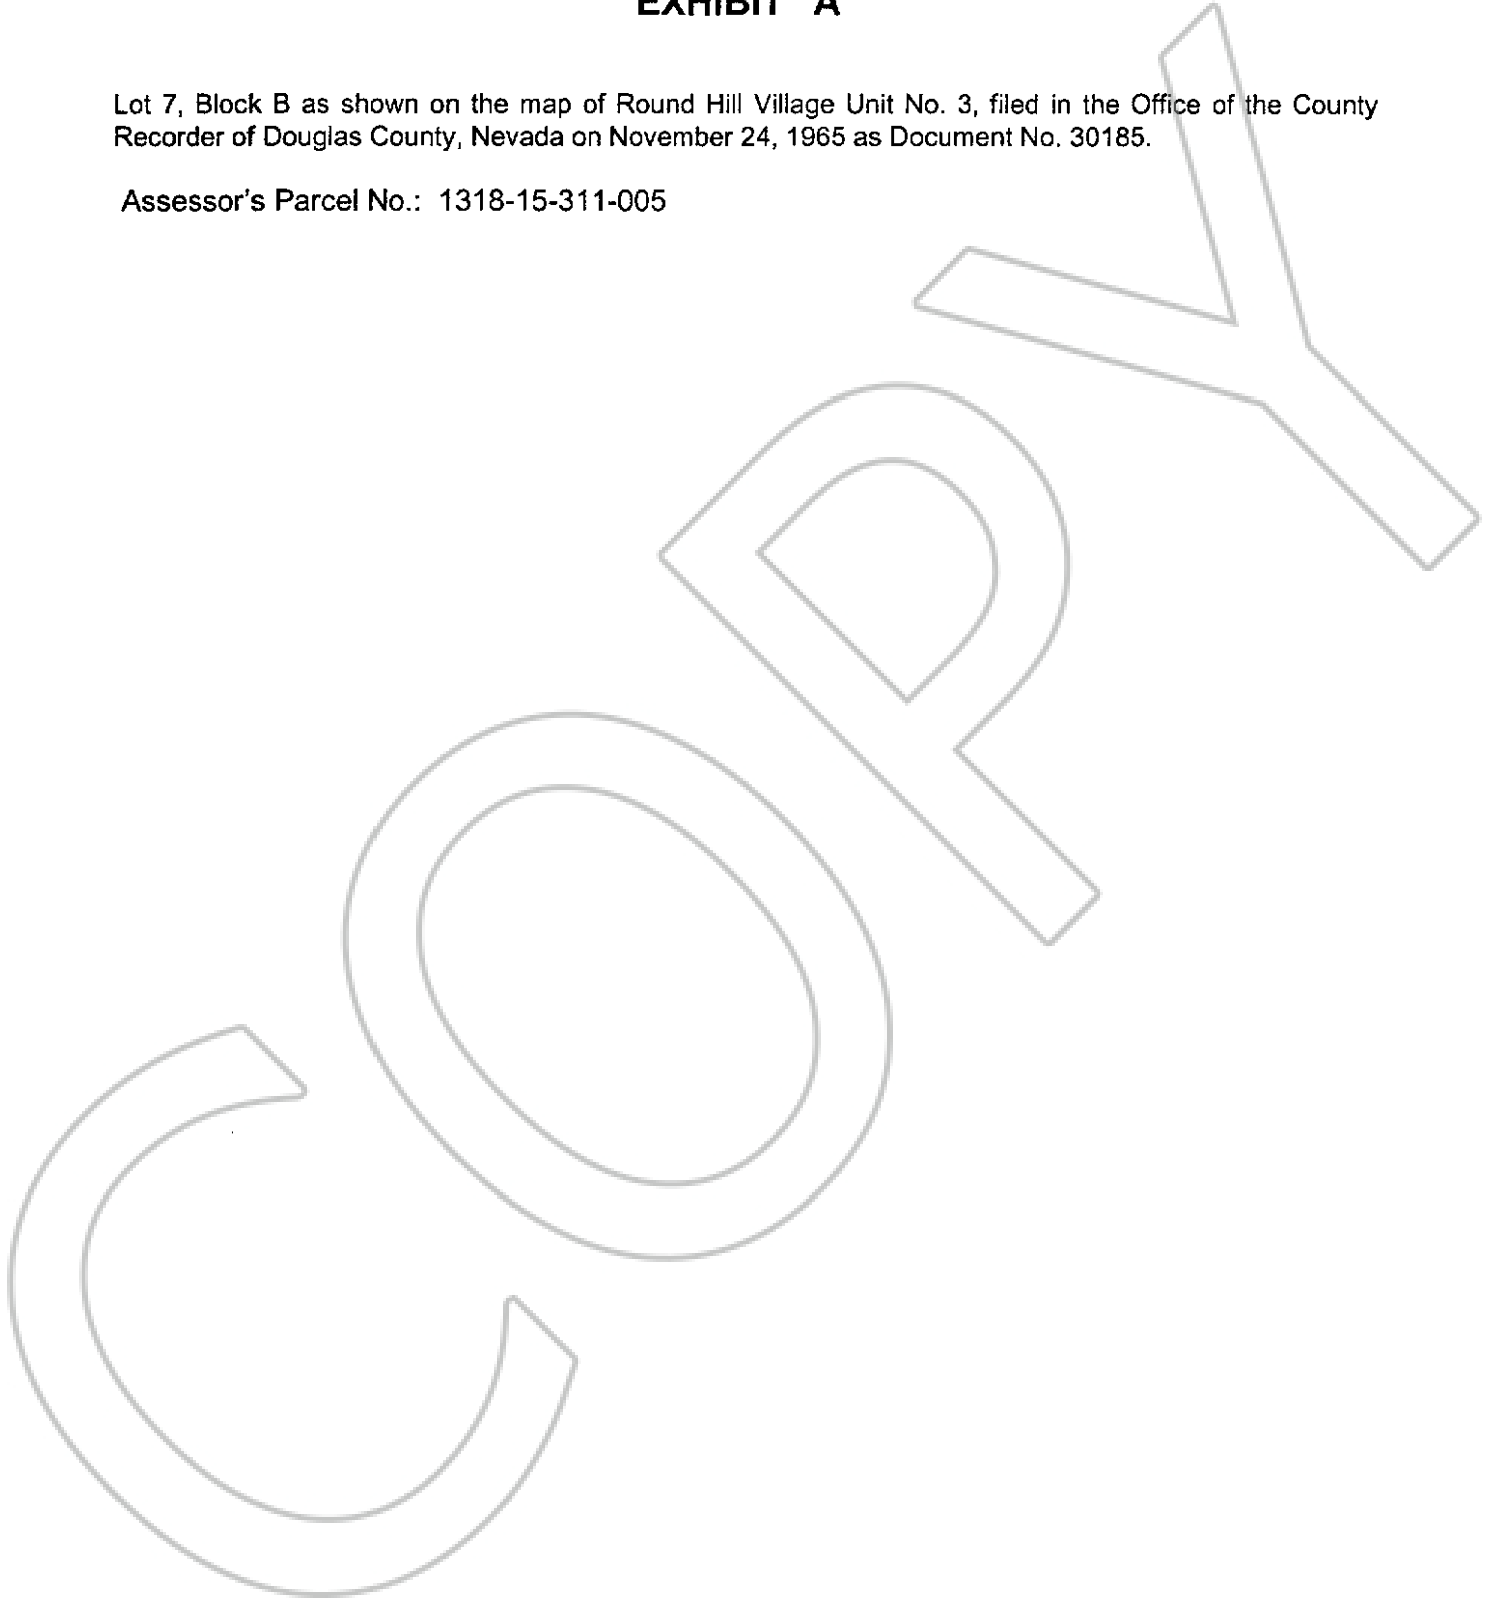 EXHIBIT A
Lot 7, Block B as shown on the map of Round Hill Village Unit No. 3, filed in the Office of the County
Recorder of Douglas County, Nevada on November 24, 1965 as Document No. 30185.
Assessor's Parcel No.: 1318-15-311-005
COPY